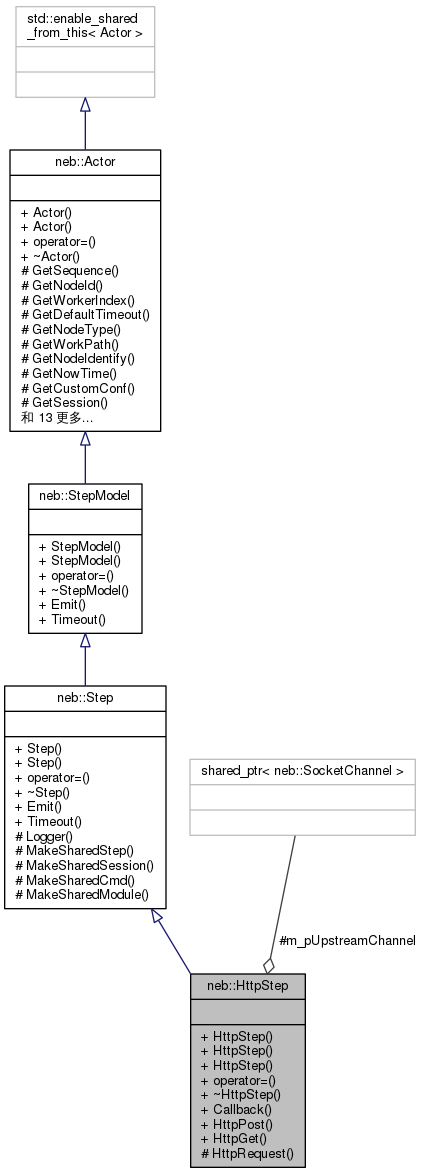 std::enable_shared
_from_this< Actor >
neb::Actor
+ Actor()
+ Actor()
+ operator=()
+ ~Actor()
# GetSequence()
# GetNodeId()
# GetWorkerIndex()
# GetDefaultTimeout()
# GetNodeType()
# GetWorkPath()
# GetNodeIdentify()
# GetNowTime()
# GetCustomConf()
# GetSession()
和 13 更多...
neb::StepModel
+ StepModel()
+ StepModel()
+ operator=()
+ ~StepModel()
+ Emit()
+ Timeout()
neb::Step
+ Step()
+ Step()
+ operator=()
+ ~Step()
+ Emit()
+ Timeout()
# Logger()
# MakeSharedStep()
# MakeSharedSession()
# MakeSharedCmd()
# MakeSharedModule()
shared_ptr< neb::SocketChannel >
#m_pUpstreamChannel
neb::HttpStep
+ HttpStep()
+ HttpStep()
+ HttpStep()
+ operator=()
+ ~HttpStep()
+ Callback()
+ HttpPost()
+ HttpGet()
# HttpRequest()